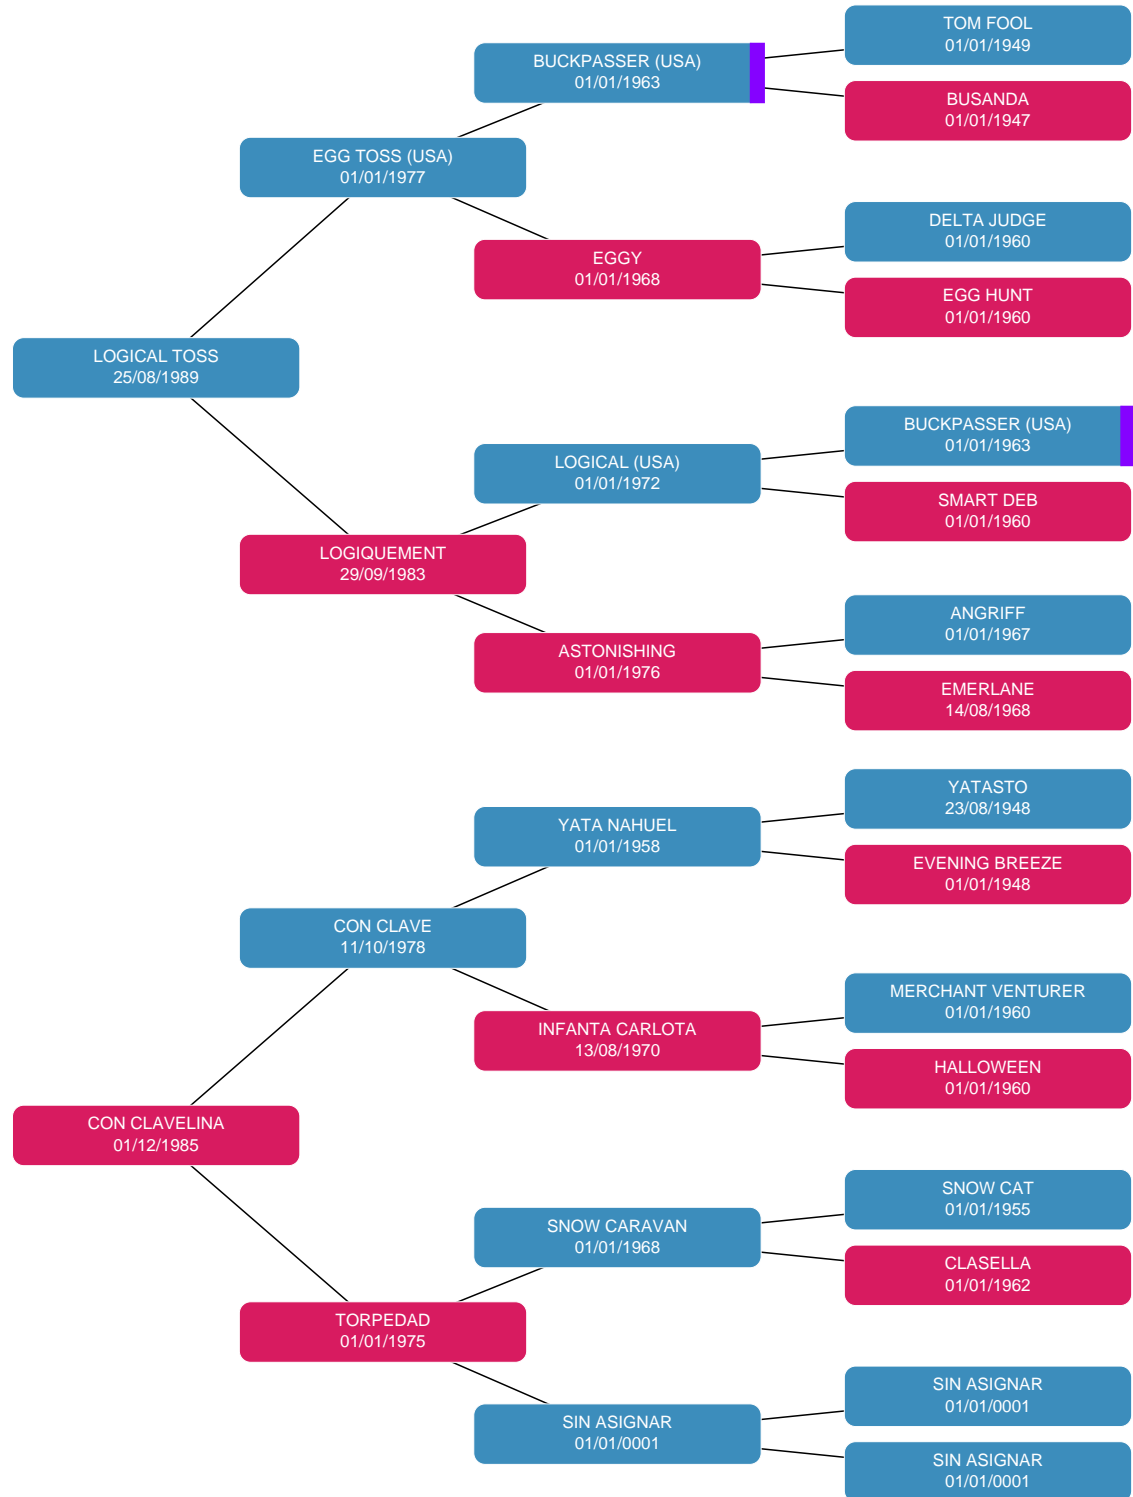 TOM FOOL
01/01/1949
BUCKPASSER (USA)
01/01/1963
BUSANDA
01/01/1947
EGG TOSS (USA)
01/01/1977
DELTA JUDGE
01/01/1960
EGGY
01/01/1968
EGG HUNT
01/01/1960
LOGICAL TOSS
25/08/1989
BUCKPASSER (USA)
01/01/1963
LOGICAL (USA)
01/01/1972
SMART DEB
01/01/1960
LOGIQUEMENT
29/09/1983
ANGRIFF
01/01/1967
ASTONISHING
01/01/1976
EMERLANE
14/08/1968
YATASTO
23/08/1948
YATA NAHUEL
01/01/1958
EVENING BREEZE
01/01/1948
CON CLAVE
11/10/1978
MERCHANT VENTURER
01/01/1960
INFANTA CARLOTA
13/08/1970
HALLOWEEN
01/01/1960
CON CLAVELINA
01/12/1985
SNOW CAT
01/01/1955
SNOW CARAVAN
01/01/1968
CLASELLA
01/01/1962
TORPEDAD
01/01/1975
SIN ASIGNAR
01/01/0001
SIN ASIGNAR
01/01/0001
SIN ASIGNAR
01/01/0001